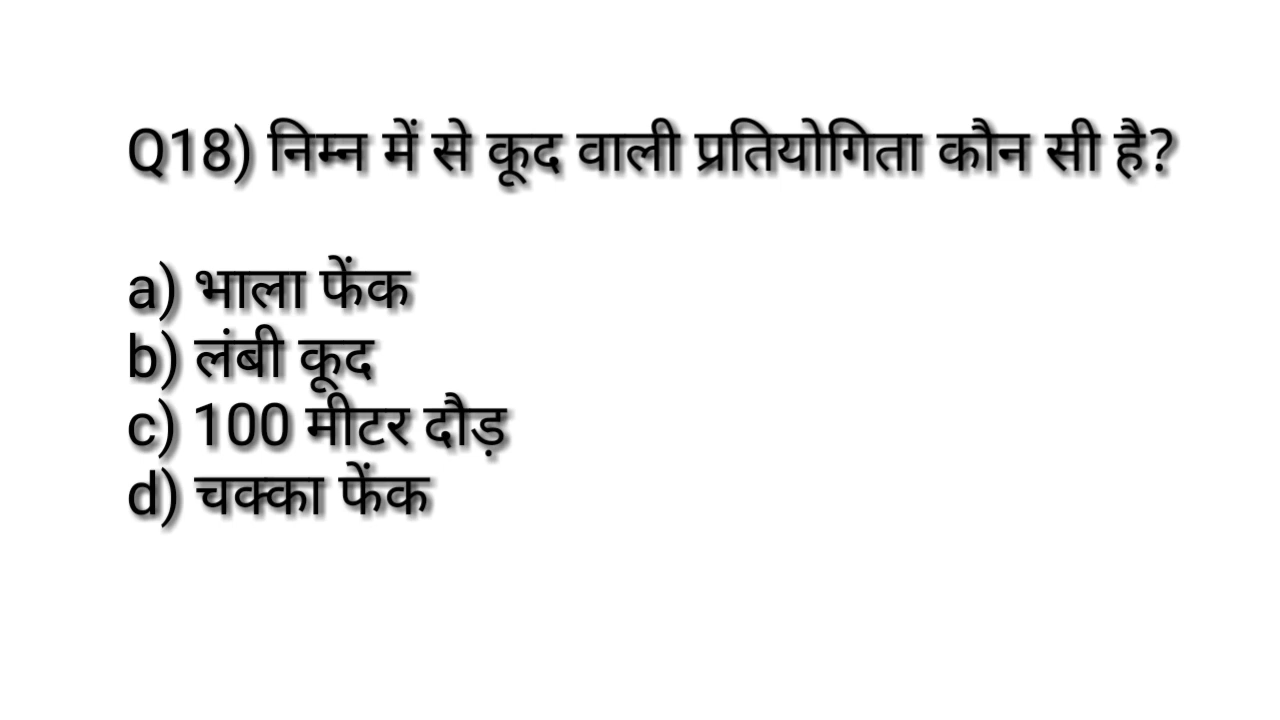 Q18) निम्न में से कूद वाली प्रतियोगिता कौन सी है?
a) भाला फेंक
b) लंबी कूद
c) 100 मीटर दौड़
d) चक्का फेंक